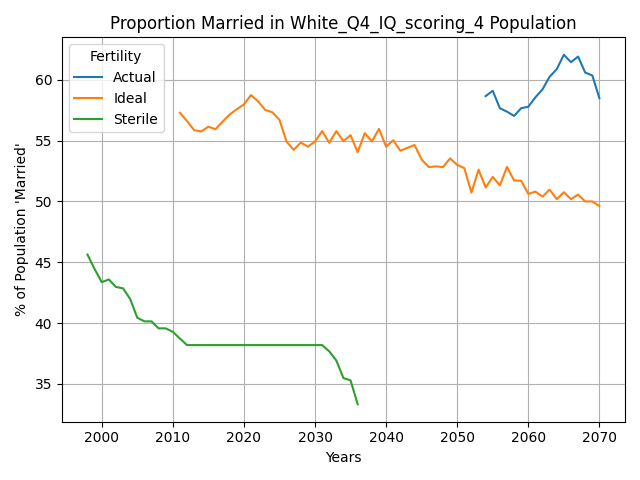 Proportion Married in White_Q4_IQ_scoring_4 Population
Fertility
Actual
Ideal
Sterile
% of Population 'Married'
60
55
50
45
40
35
2000
2010
2020
2030
2040
2050
2060
2070
Years